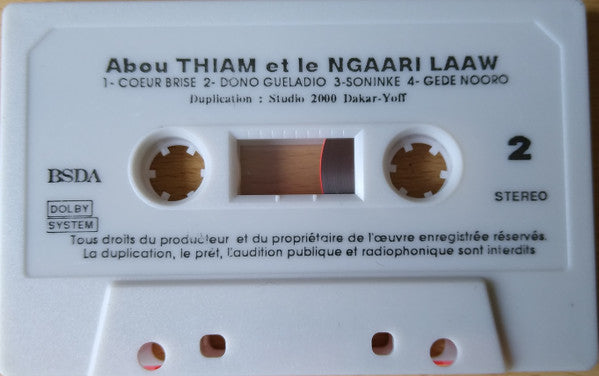 Abou THIAM et le NGAARI LAAW
1- COEUR BRISE 2- DONO GUELADIO 3-SONINKE 4- GEDE NOORO
Duplication : Studio 2000 Dakar-Yoff
2
BSDA
STEREO
DOLBY
SYSTEM
Tous droits du producteur et du propriétaire de l'œuvre enregistrée réservés.
La duplication, le prét, l'audition publique et radiophonique sont interdits